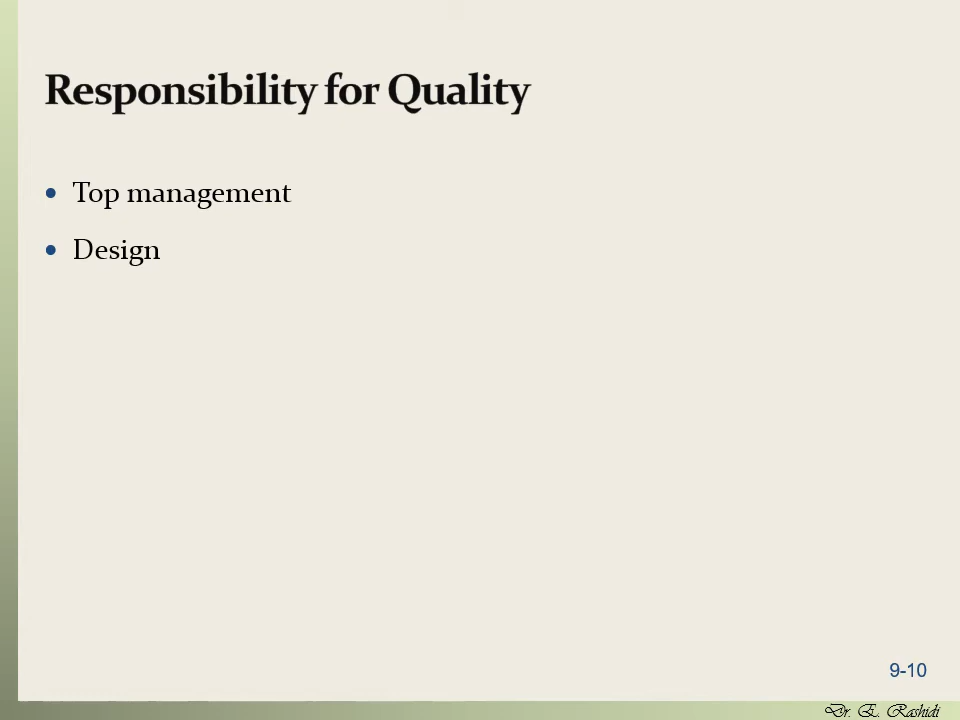 Responsibility for Quality
Top management
Design
9-10
Dr. E. Rashidi